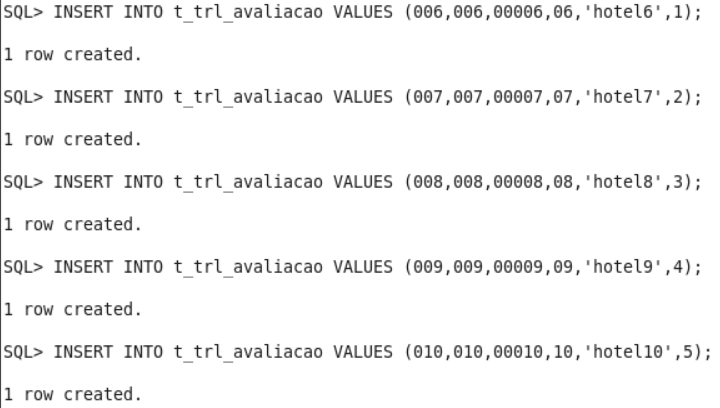 SQL> INSERT INTO t_trl_avaliacao VALUES (006,006,00006,06,'hotel6',1);
1 row created.
SQL> INSERT INTO t_trl_avaliacao VALUES (007,007,00007,07,'hotel7',2);
1 row created.
SQL> INSERT INTO t_trl_avaliacao VALUES (008,008,00008,08,'hotel8',3);
1 row created.
SQL> INSERT INTO t_trl_avaliacao VALUES (009,009,00009,09,'hotel9',4);
1 row created.
SQL> INSERT INTO t_trl_avaliacao VALUES (010,010,00010,10,'hotel10',5);
1 row created.